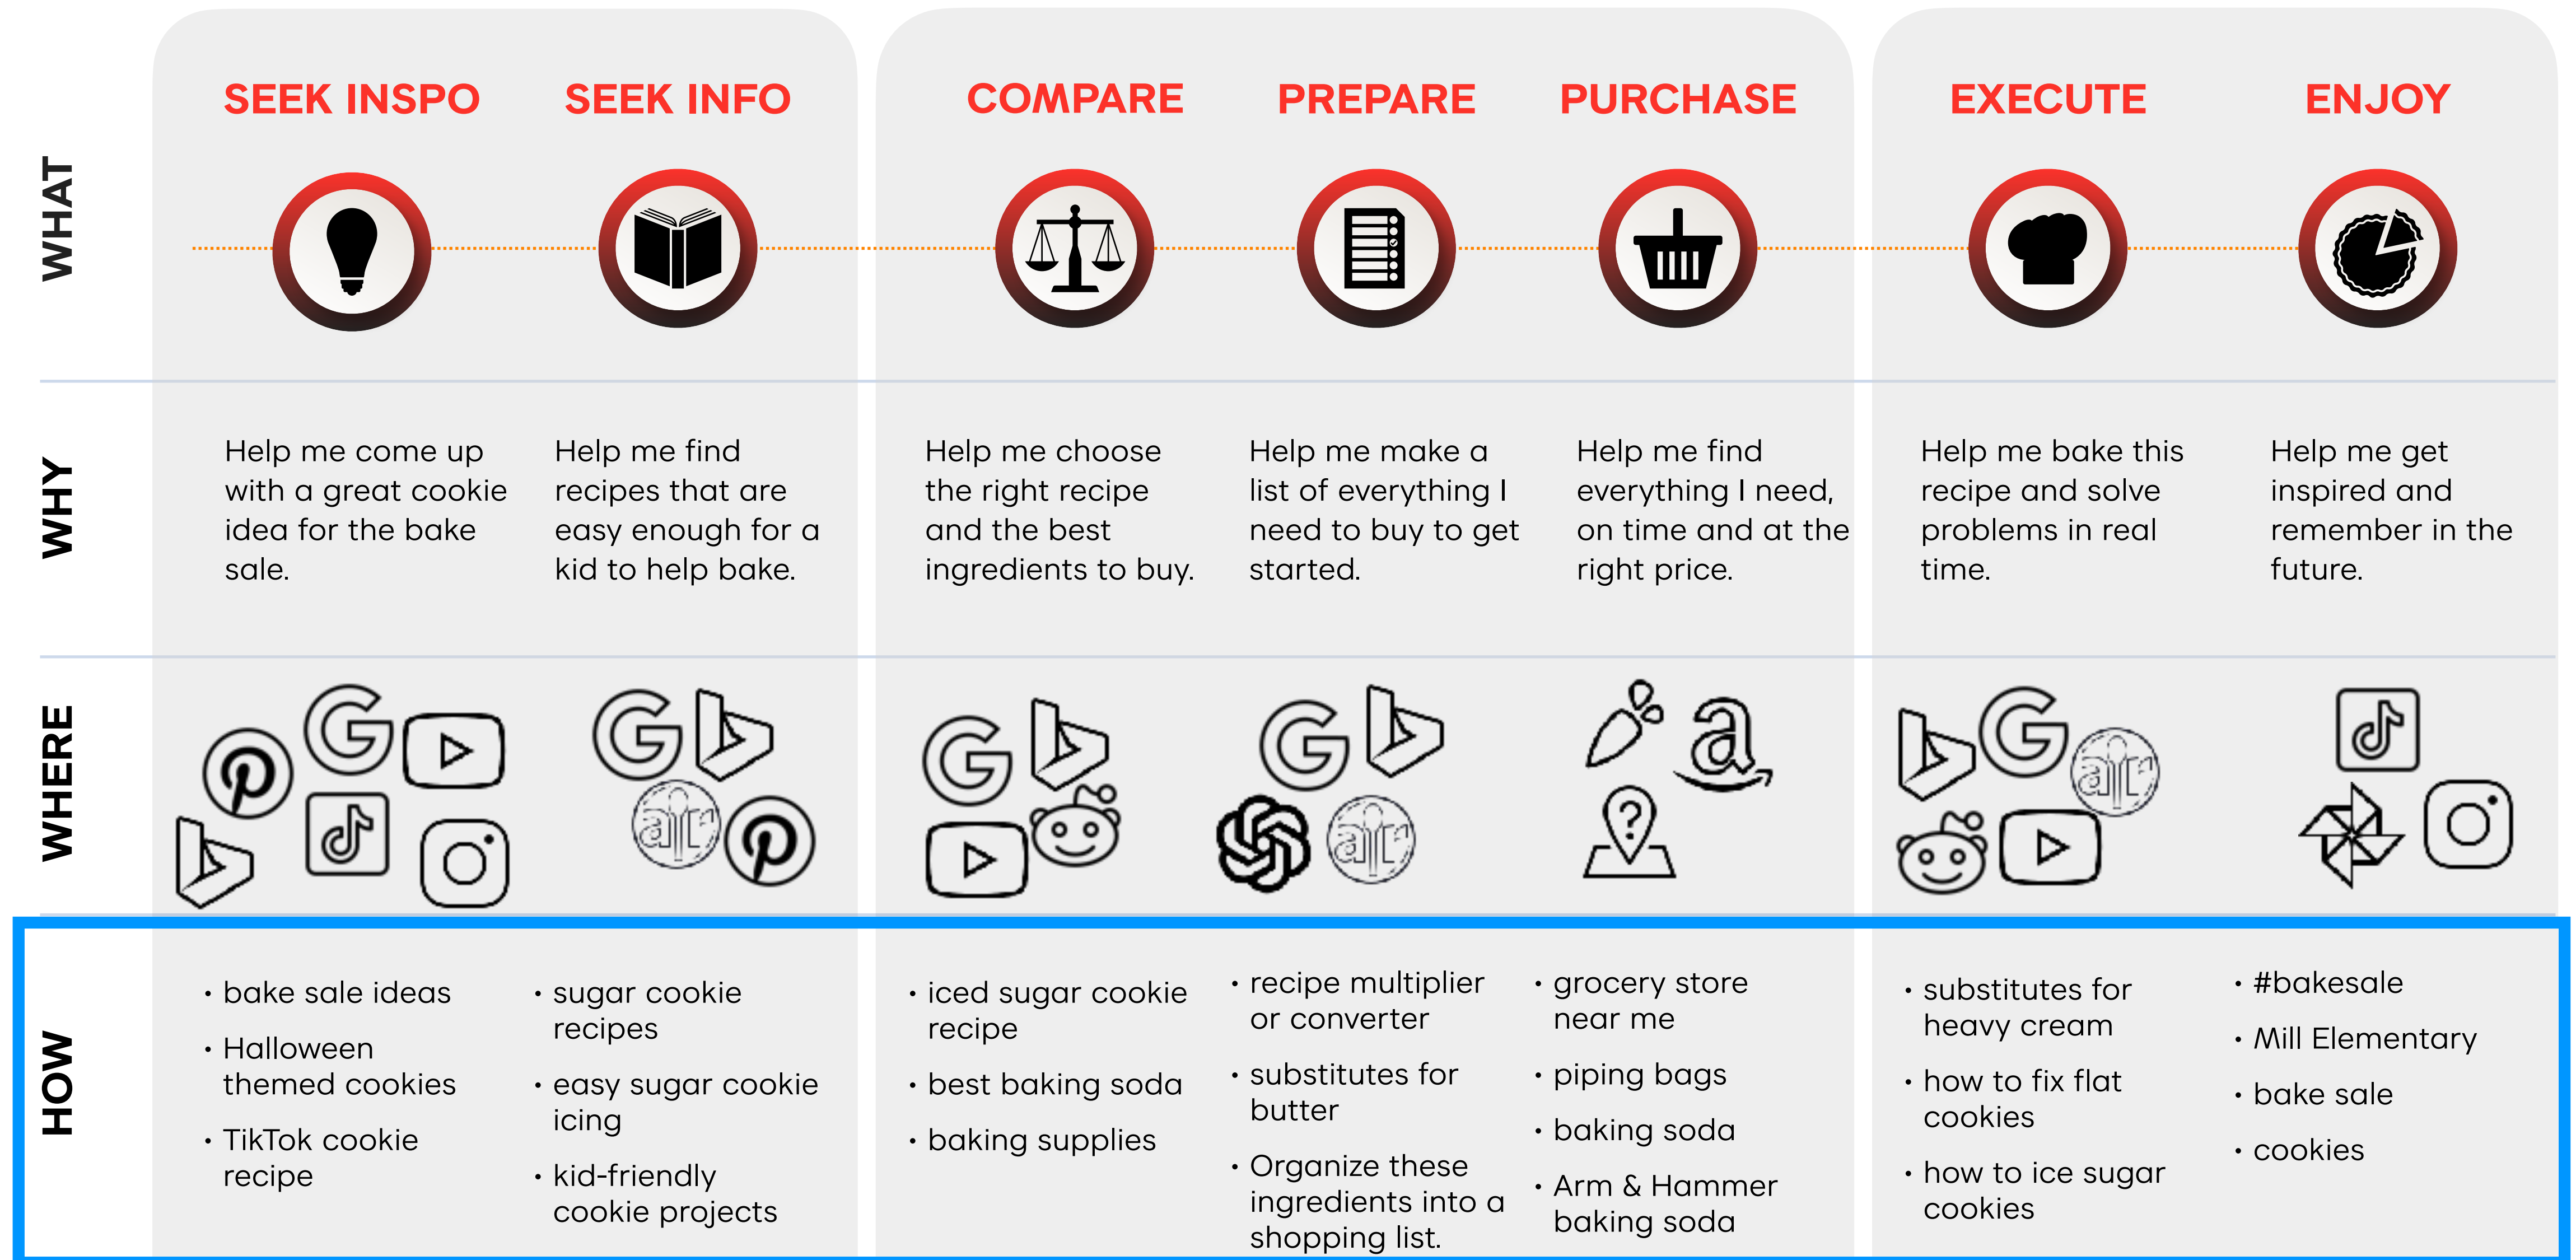 WHAT
SEEK INSPO
SEEK INFO
COMPARE
PREPARE
PURCHASE
EXECUTE
ENJOY
WHY
Help me come up
with a great cookie
idea for the bake
sale.
Help me find
recipes that are
easy enough for a
kid to help bake.
Help me choose
the right recipe
and the best
ingredients to buy.
Help me make a
list of everything I
need to buy to get
started.
Help me find
everything I need,
on time and at the
right price.
Help me bake this
recipe and solve
problems in real
time.
Help me get
inspired and
remember in the
future.
WHERE
HOW
• bake sale ideas
• Halloween
themed cookies
• TikTok cookie
recipe
• sugar cookie
recipes
• easy sugar cookie
icing
• kid-friendly
cookie projects
• iced sugar cookie
recipe
• best baking soda
• baking supplies
• recipe multiplier
or converter
• substitutes for
butter
• Organize these
ingredients into a
shopping list.
• grocery store
near me
• piping bags
• baking soda
• Arm & Hammer
baking soda
• substitutes for
heavy cream
• how to fix flat
cookies
• how to ice sugar
cookies
• #bakesale
• Mill Elementary
• bake sale
• cookies